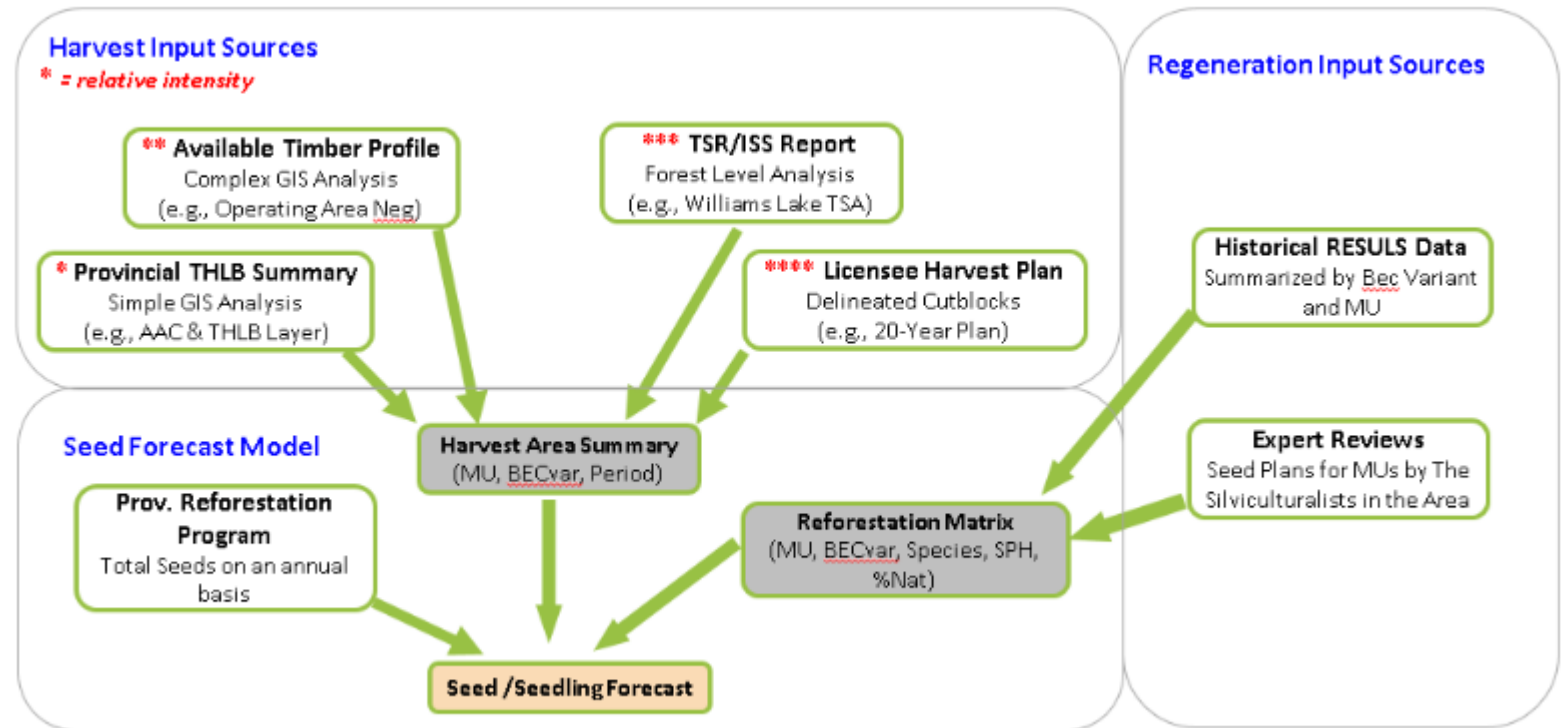 Harvest Input Sources
* = relative intensity
** Available Timber Profile
Complex GIS Analysis
(e.g., Operating Area Neg)
*** TSR/ISS Report
Forest Level Analysis
(e.g., Williams Lake TSA)
* Provincial THLB Summary
Simple GIS Analysis
(e.g., AAC & THLB Layer)
**** Licensee Harvest Plan
Delineated Cutblocks
(e.g., 20-Year Plan)
Regeneration Input Sources
Historical RESULS Data
Summarized by Bec Variant
and MU
Expert Reviews
Seed Plans for MUs by The
Silviculturalists in the Area
Seed Forecast Model
Harvest Area Summary
(MU, BECvar, Period)
Prov. Reforestation
Program
Total Seeds on an annual
basis
Reforestation Matrix
(MU, BECvar, Species, SPH,
%Nat)
Seed /Seedling Forecast